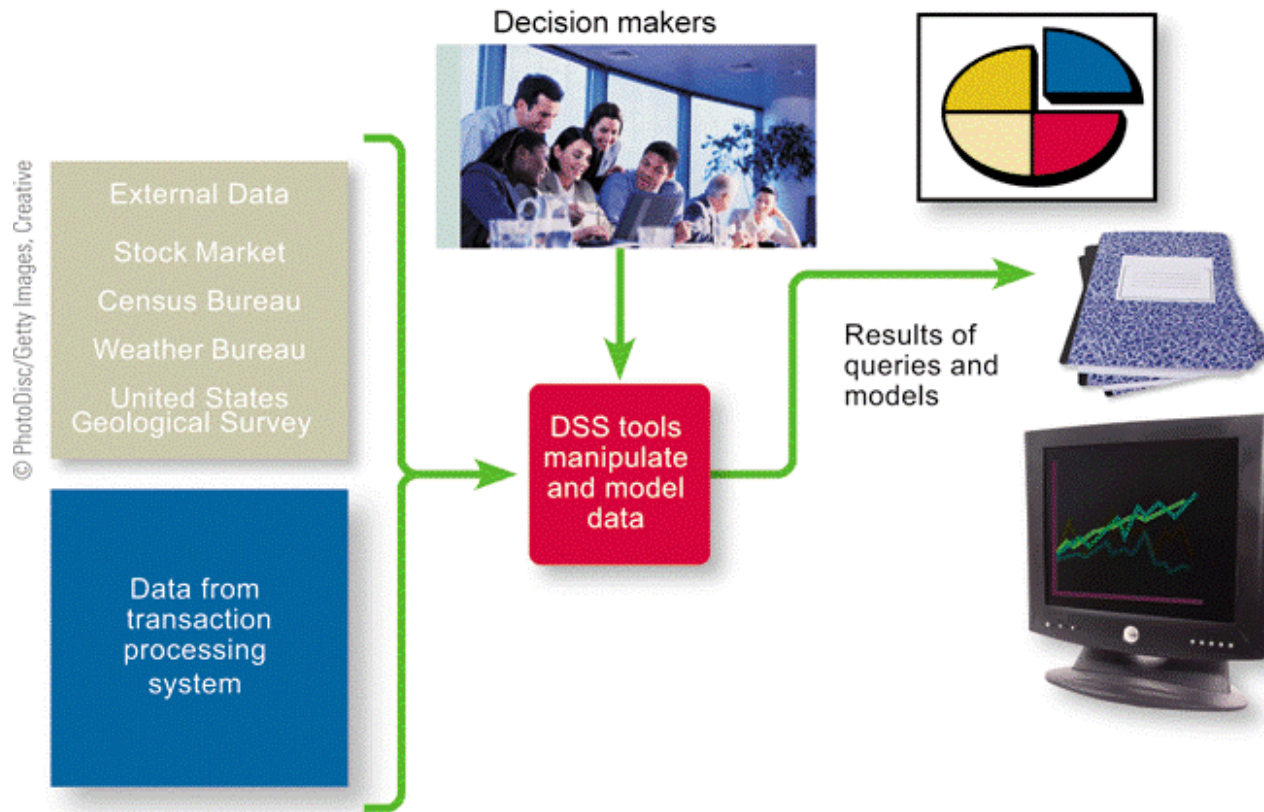 Decision makers
© PhotoDisc/Getty Images, Creative
External Data
Stock Market
Census Bureau
Weather Bureau
United States
Geological Survey
Data from
transaction
processing
system
DSS tools
manipulate
and model
data
Results of
queries and
models